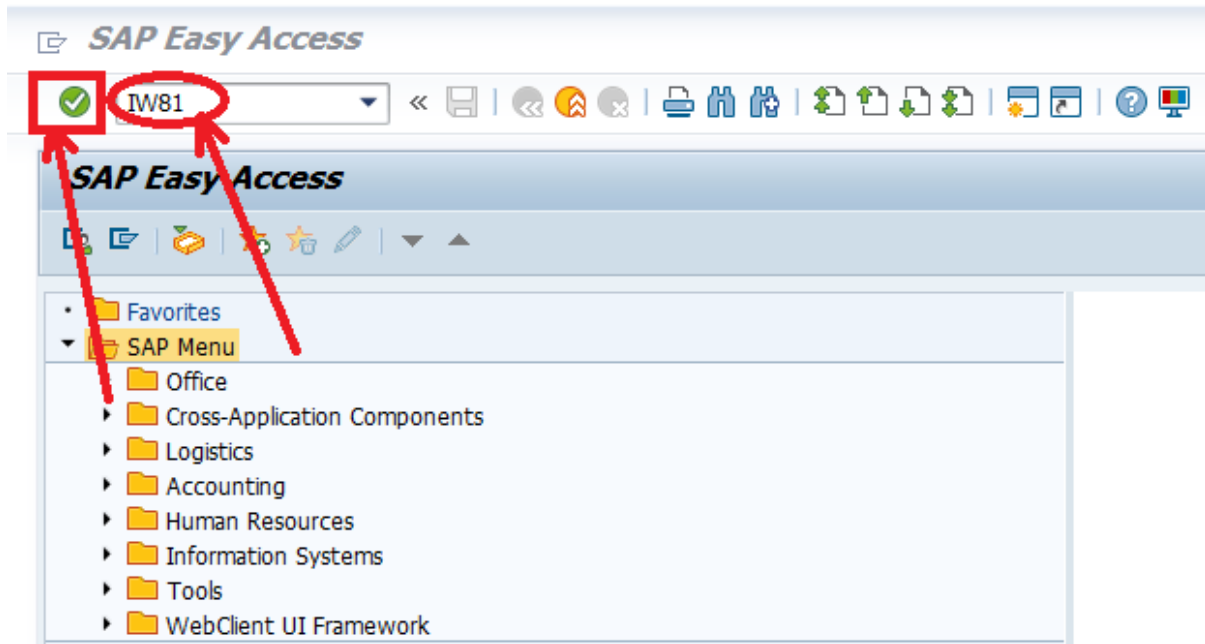 SAP Easy Access
IW81
SAP Easy Access
Favorites
SAP Menu
Office
Cross-Application Components
Logistics
Accounting
Human Resources
Information Systems
Tools
WebClient UI Framework